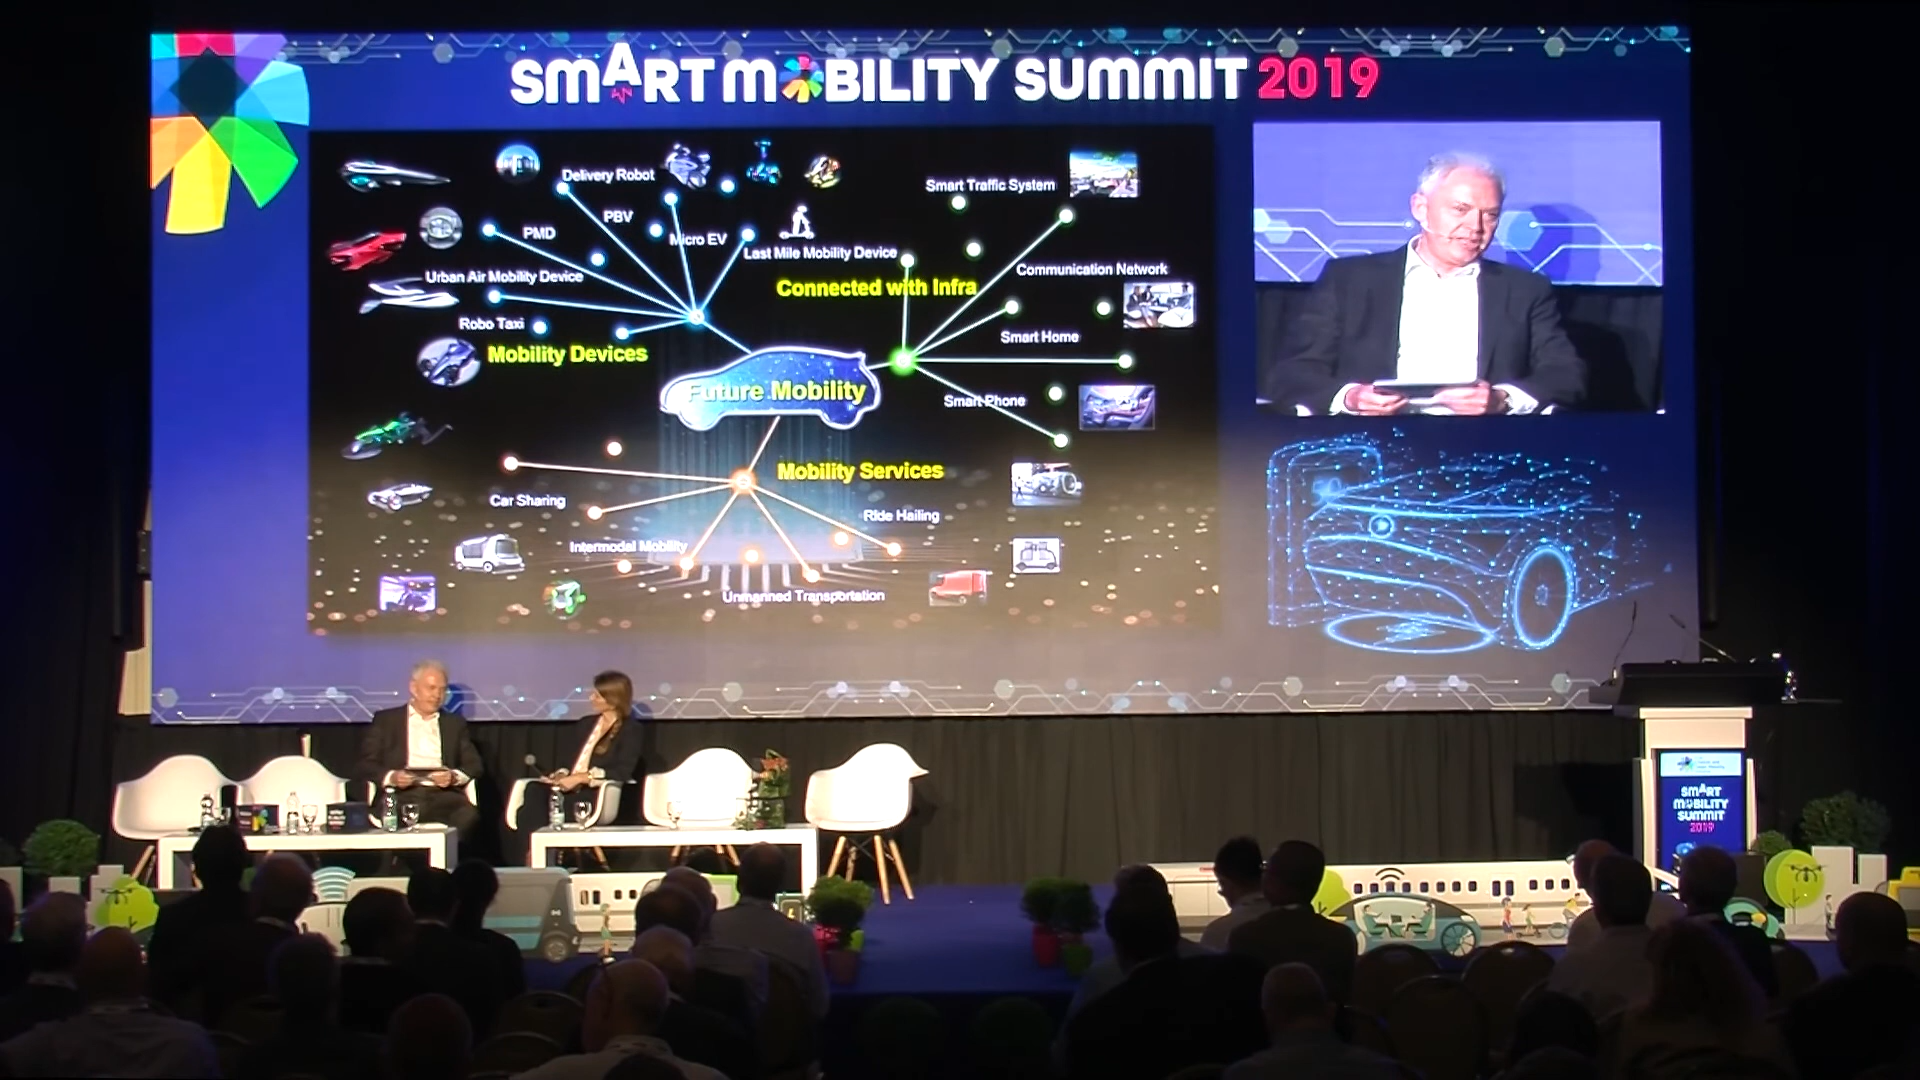 SMART MOBILITY SUMMIT 2019
Delivery Robot
PBV
PMD
Micro EV
Last Mile Mobility Device
Urban Air Mobility Device
Robo Taxi
Mobility Devices
Smart Traffic System
Communication Network
Connected with Infra
Smart Home
Smart Phone
Future Mobility
Mobility Services
Car Sharing
Ride Hailing
Intermodal Mobility
Unmanned Transportation
SMART
MOBILITY
SUMMIT
2019